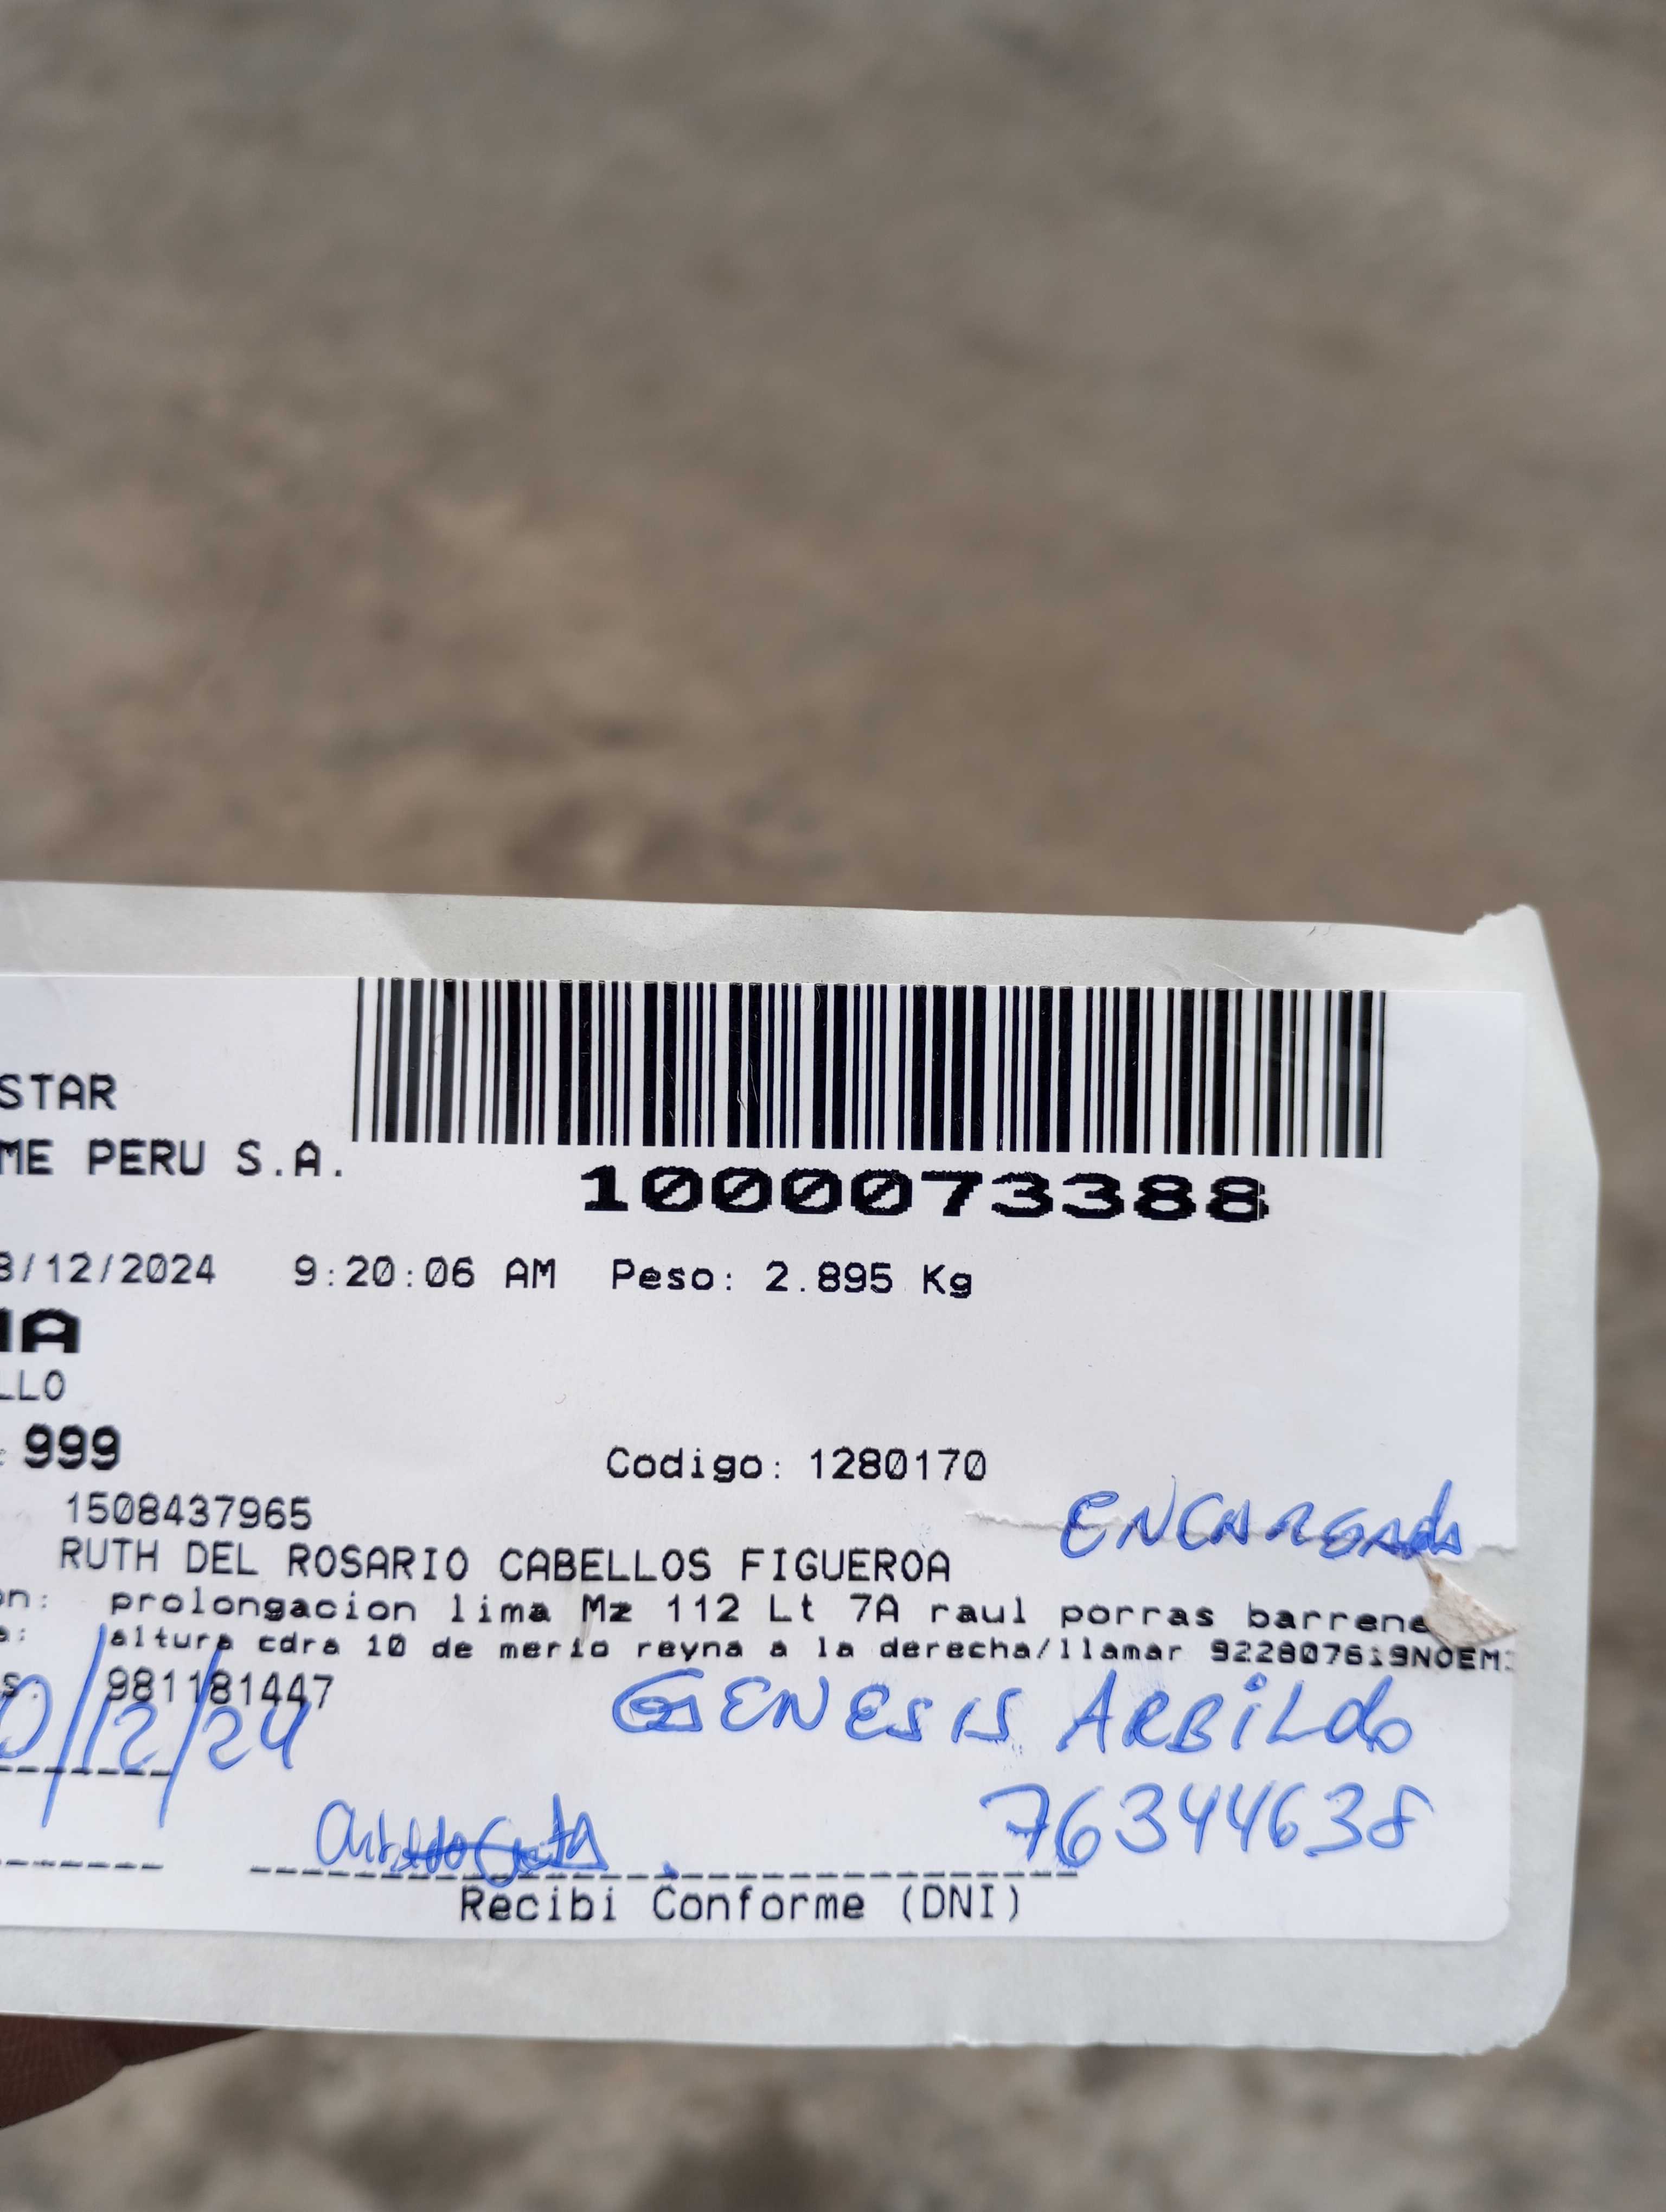 STAR
ME PERU S.A.
1000073388
3/12/2024 9:20:06 AM Peso: 2.895 Kg
MA
LLO
: 999 Codigo: 1280170
1508437965
ENCARGADA
RUTH DEL ROSARIO CABELLOS FIGUEROA
on: prolongacion lima Mz 112 Lt 7A raul porras barrene
a: altura cdra 10 de merio reyna a la derecha/llamar 922807619NOEM
s: 981181447
0/12/24 GENESIS ARBILdo
76344638
Recibi Conforme (DNI)